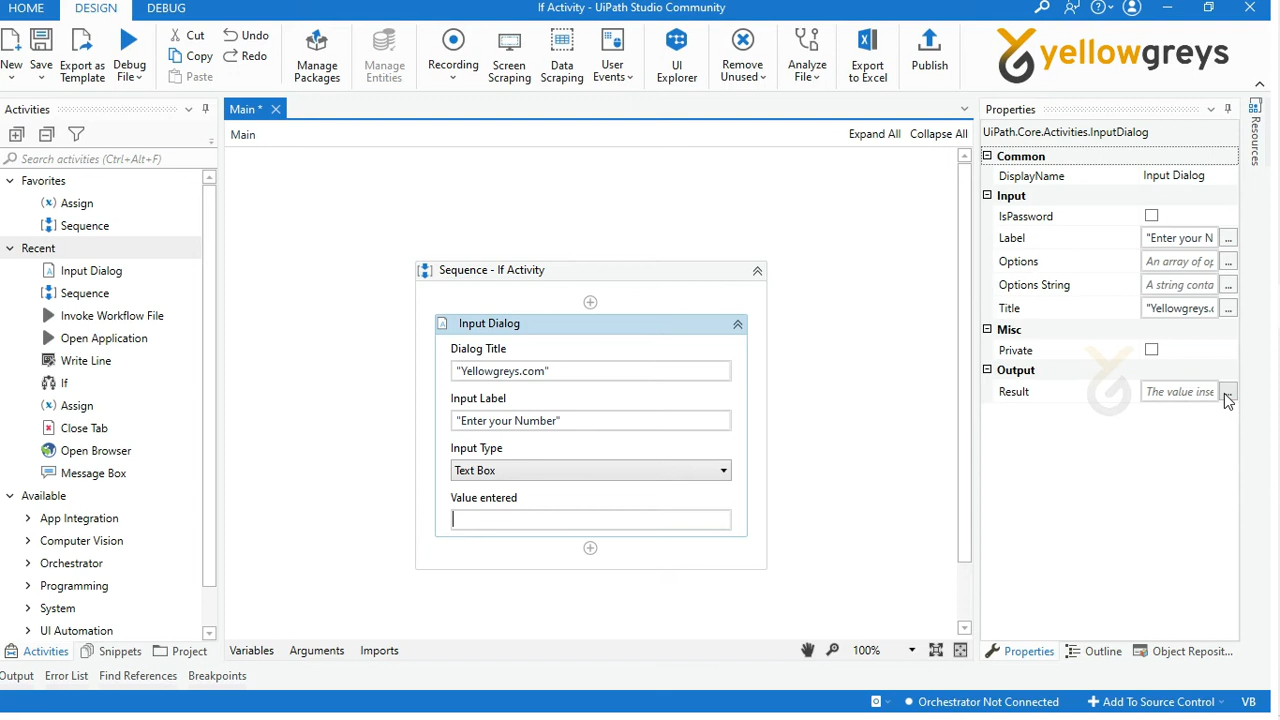 HOME
DESIGN
DEBUG
If Activity - UiPath Studio Community
New
Save
Export as Template
Debug File
Cut
Copy
Paste
Undo
Redo
Manage Packages
Manage Entities
Recording
Screen Scraping
Data Scraping
User Events
UI Explorer
Remove Unused
Analyze File
Export to Excel
Publish
yellowgreys
Activities
Search activities (Ctrl+Alt+F)
Favorites
Assign
Sequence
Recent
Input Dialog
Sequence
Invoke Workflow File
Open Application
Write Line
If
Assign
Close Tab
Open Browser
Message Box
Available
App Integration
Computer Vision
Orchestrator
Programming
System
UI Automation
Activities
Snippets
Project
Main *
Main
Expand All
Collapse All
Sequence - If Activity
Input Dialog
Dialog Title
"Yellowgreys.com"
Input Label
"Enter your Number"
Input Type
Text Box
Value entered
Variables
Arguments
Imports
100%
Properties
UiPath.Core.Activities.InputDialog
Common
DisplayName Input Dialog
Input
IsPassword
Label "Enter your N ...
Options An array of op ...
Options String A string conta ...
Title "Yellowgreys.c ...
Misc
Private
Output
Result The value inse
Resources
Properties
Outline
Object Reposit...
Output
Error List
Find References
Breakpoints
Orchestrator Not Connected
Add To Source Control
VB